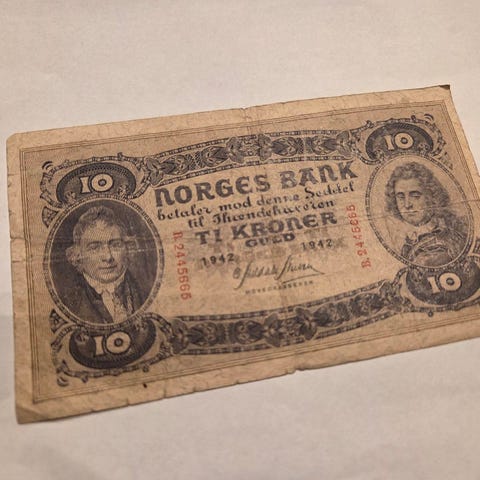 10 10
NORGES BANK
betaler mod denne Seddel
til Ihændehaveren
TI KRONER
GULD
1942 1942
B.2445665 B.2445665
HOVEDKASSERER
10 10